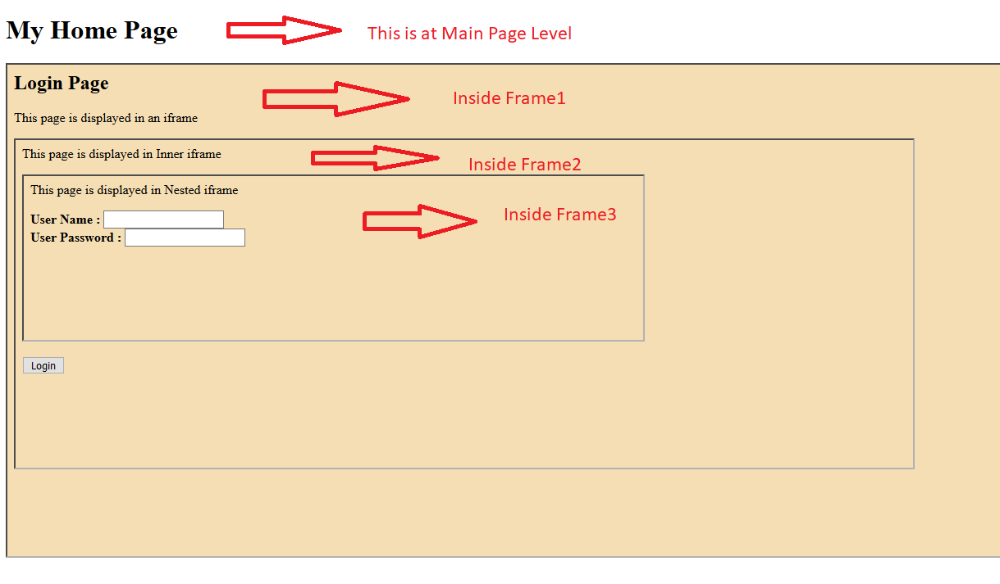 My Home Page
This is at Main Page Level
Login Page
Inside Frame1
This page is displayed in an iframe
This page is displayed in Inner iframe
Inside Frame2
This page is displayed in Nested iframe
User Name :
Inside Frame3
User Password :
Login